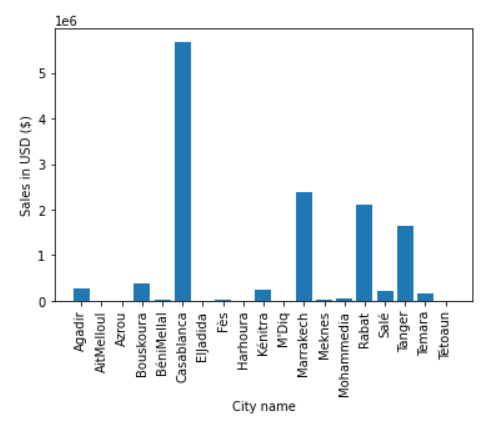 1e6
Sales in USD ($)
5
4
3
2
1
0
Agadir
AitMelloul
Azrou
Bouskoura
BéniMellal
Casablanca
ElJadida
Fès
Harhoura
Kénitra
M'Diq
Marrakech
Meknes
Mohammedia
Rabat
Salé
Tanger
Temara
Tétoaun
City name